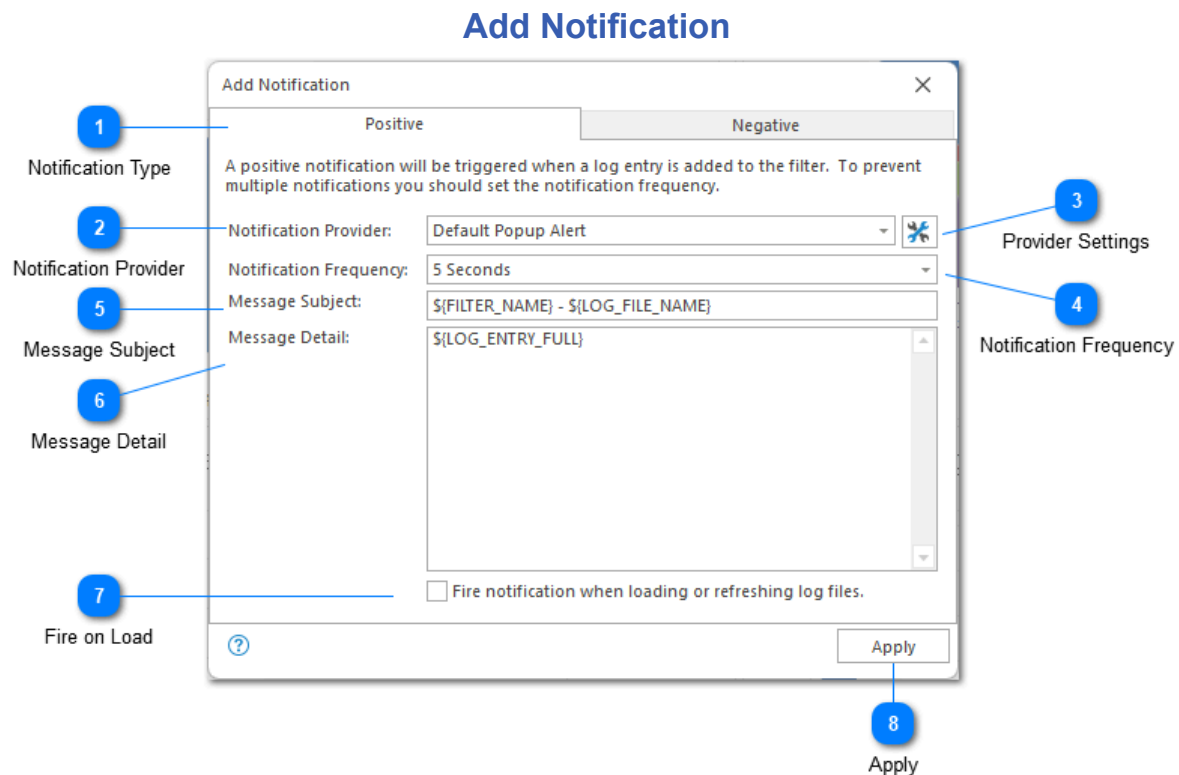 Add Notification
Add Notification
Positive
Negative
1
Notification Type
A positive notification will be triggered when a log entry is added to the filter.  To prevent
multiple notifications you should set the notification frequency.
2
Notification Provider
Notification Provider:
Default Popup Alert
3
Provider Settings
Notification Frequency:
5 Seconds
4
Notification Frequency
5
Message Subject
Message Subject:
${FILTER_NAME} - ${LOG_FILE_NAME}
Message Detail:
${LOG_ENTRY_FULL}
6
Message Detail
7
Fire on Load
Fire notification when loading or refreshing log files.
?
Apply
8
Apply